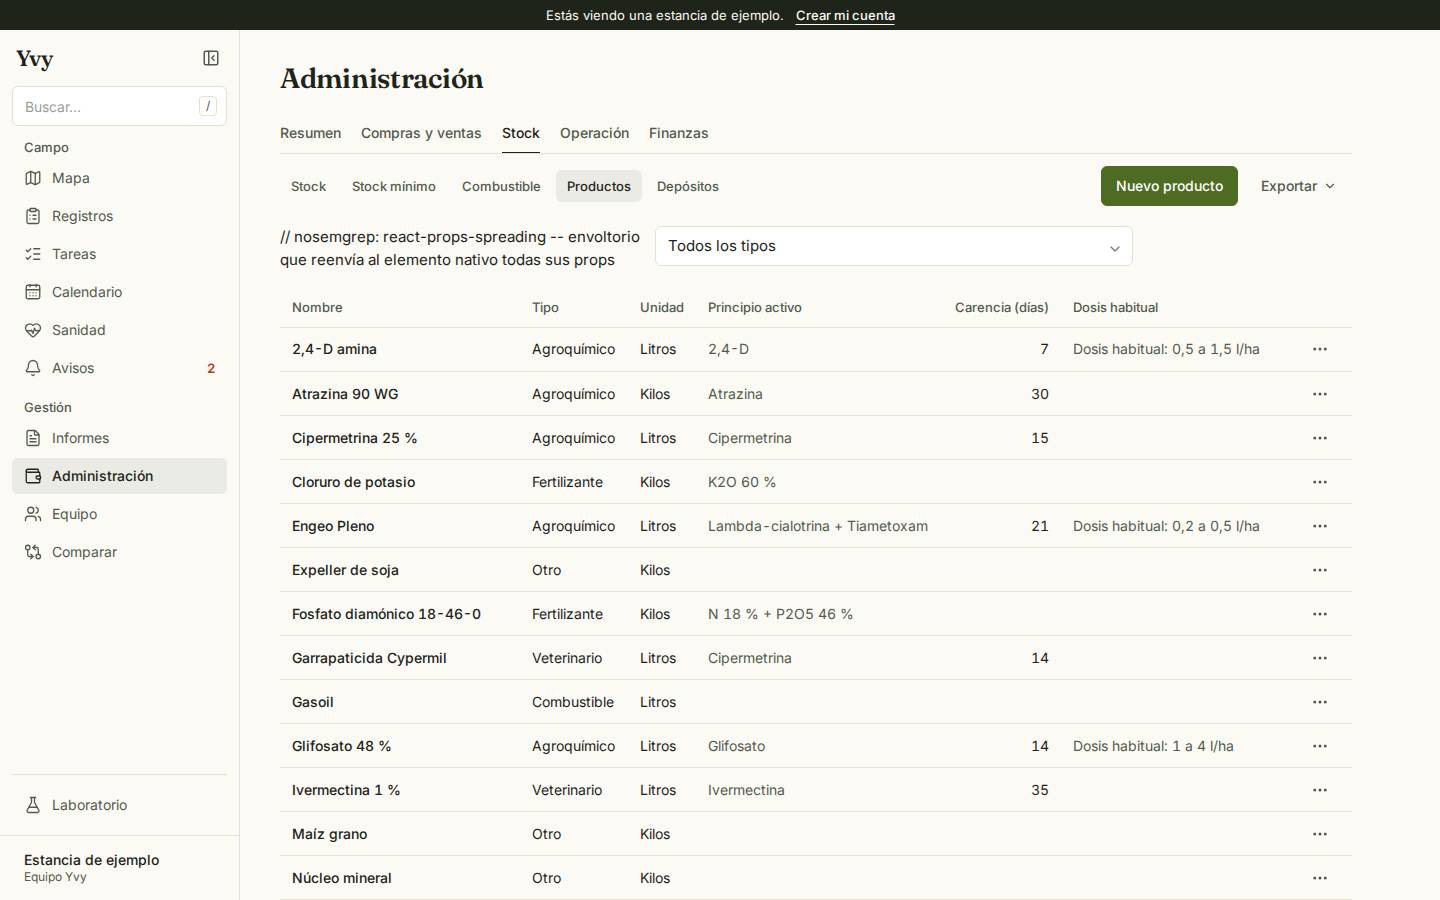 Estás viendo una estancia de ejemplo. Crear mi cuenta
Yvy
Buscar... /
Campo
Mapa
Registros
Tareas
Calendario
Sanidad
Avisos 2
Gestión
Informes
Administración
Equipo
Comparar
Laboratorio
Estancia de ejemplo
Equipo Yvy
Administración
Resumen Compras y ventas Stock Operación Finanzas
Stock Stock mínimo Combustible Productos Depósitos Nuevo producto Exportar
// nosemgrep: react-props-spreading -- envoltorio
que reenvía al elemento nativo todas sus props
Todos los tipos
Nombre Tipo Unidad Principio activo Carencia (días) Dosis habitual
2,4-D amina Agroquímico Litros 2,4-D 7 Dosis habitual: 0,5 a 1,5 l/ha
Atrazina 90 WG Agroquímico Kilos Atrazina 30
Cipermetrina 25 % Agroquímico Litros Cipermetrina 15
Cloruro de potasio Fertilizante Kilos K2O 60 %
Engeo Pleno Agroquímico Litros Lambda-cialotrina + Tiametoxam 21 Dosis habitual: 0,2 a 0,5 l/ha
Expeller de soja Otro Kilos
Fosfato diamónico 18-46-0 Fertilizante Kilos N 18 % + P2O5 46 %
Garrapaticida Cypermil Veterinario Litros Cipermetrina 14
Gasoil Combustible Litros
Glifosato 48 % Agroquímico Litros Glifosato 14 Dosis habitual: 1 a 4 l/ha
Ivermectina 1 % Veterinario Litros Ivermectina 35
Maíz grano Otro Kilos
Núcleo mineral Otro Kilos